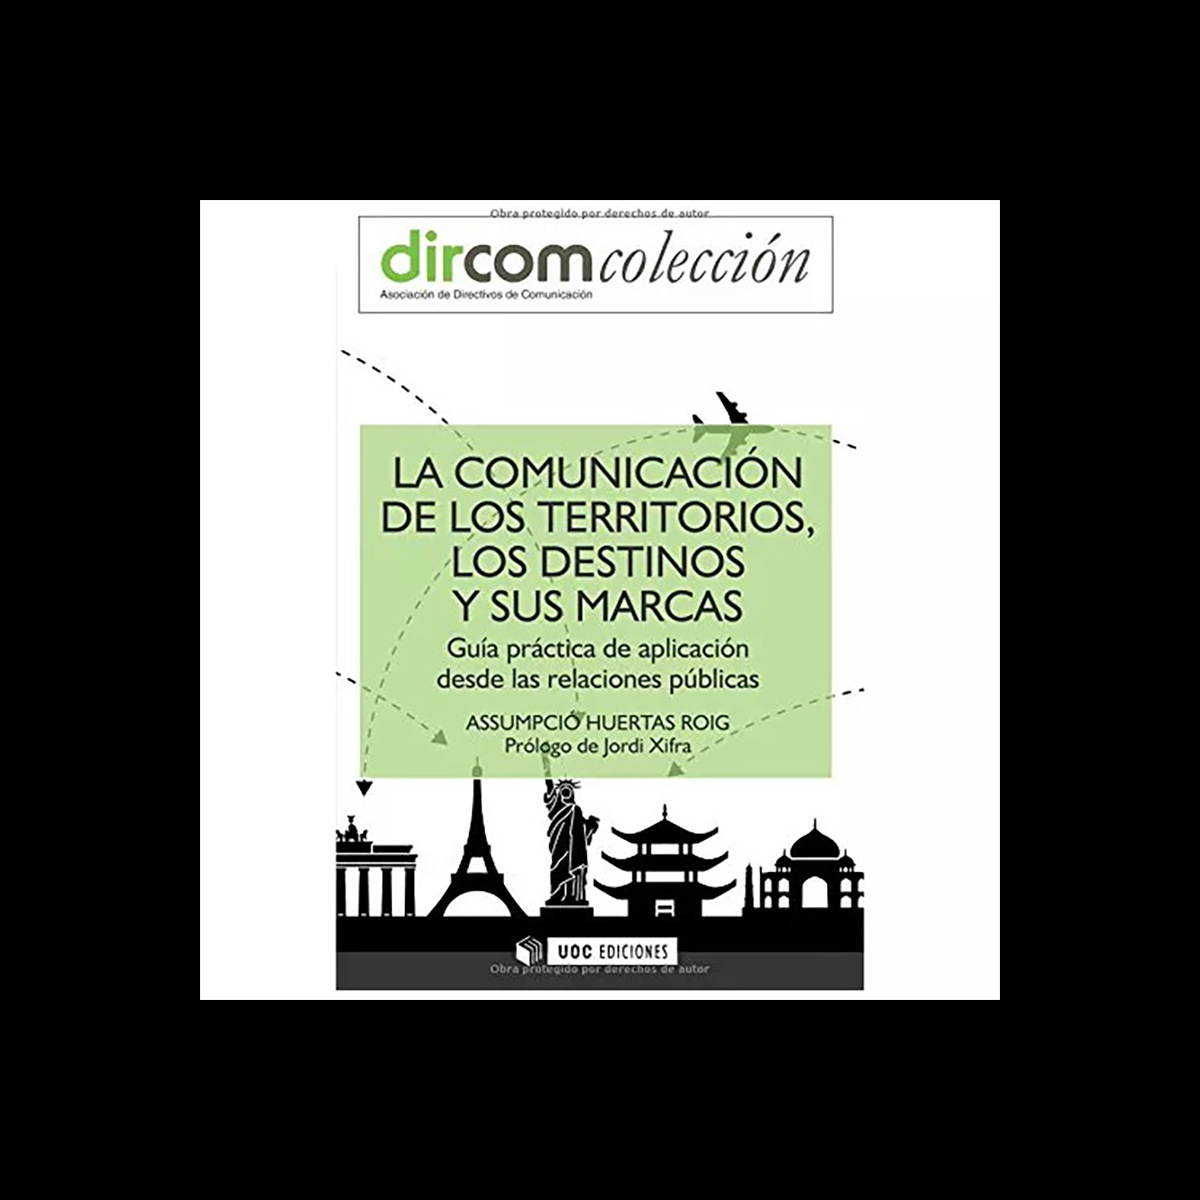 Obra protegido por derechos de autor
dircom colección
Asociación de Directivos de Comunicación
LA COMUNICACIÓN
DE LOS TERRITORIOS,
LOS DESTINOS
Y SUS MARCAS
Guía práctica de aplicación
desde las relaciones públicas
ASSUMPCIÓ HUERTAS ROIG
Prólogo de Jordi Xifra
UOC EDICIONES
Obra protegido por derechos de autor